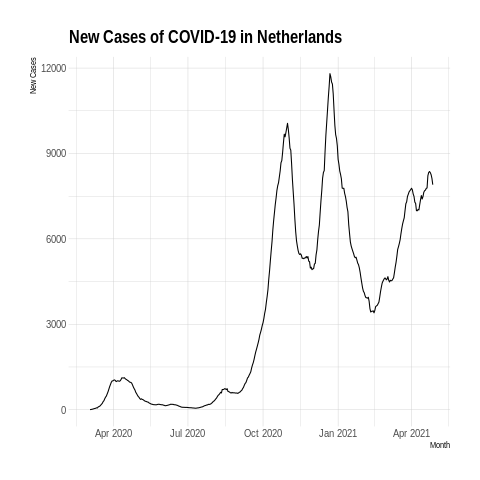 New Cases of COVID-19 in Netherlands
New Cases
12000
9000
6000
3000
0
Apr 2020 Jul 2020 Oct 2020 Jan 2021 Apr 2021
Month